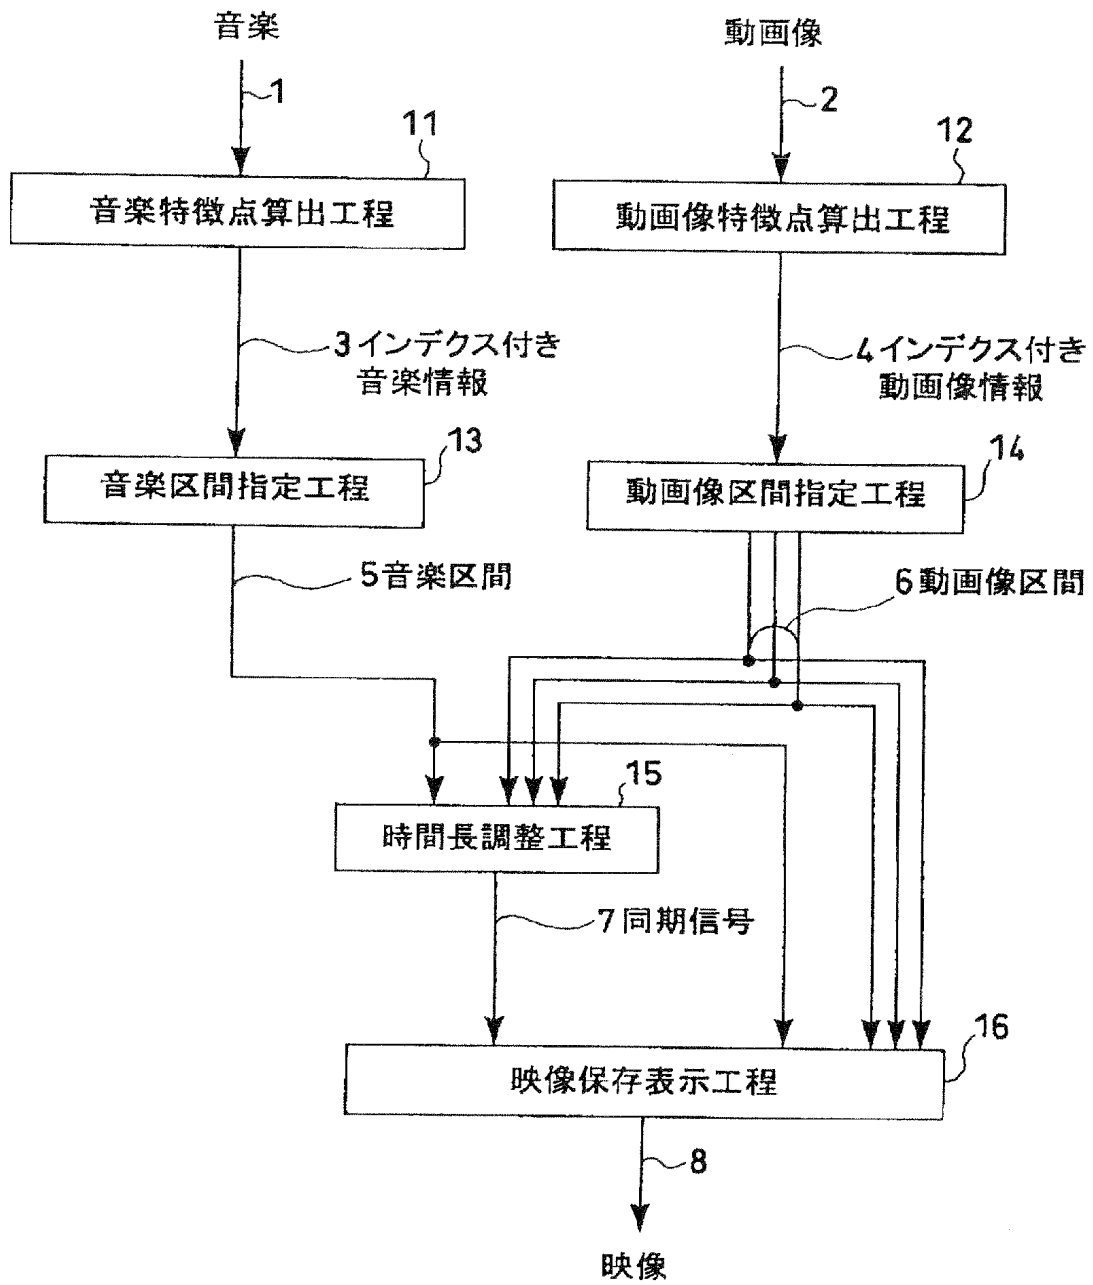 音楽
動画像
1
2
11
12
音楽特徴点算出工程
動画像特徴点算出工程
3 インデクス付き
音楽情報
4 インデクス付き
動画像情報
13
14
音楽区間指定工程
動画像区間指定工程
5 音楽区間
6 動画像区間
15
時間長調整工程
7 同期信号
16
映像保存表示工程
8
映像